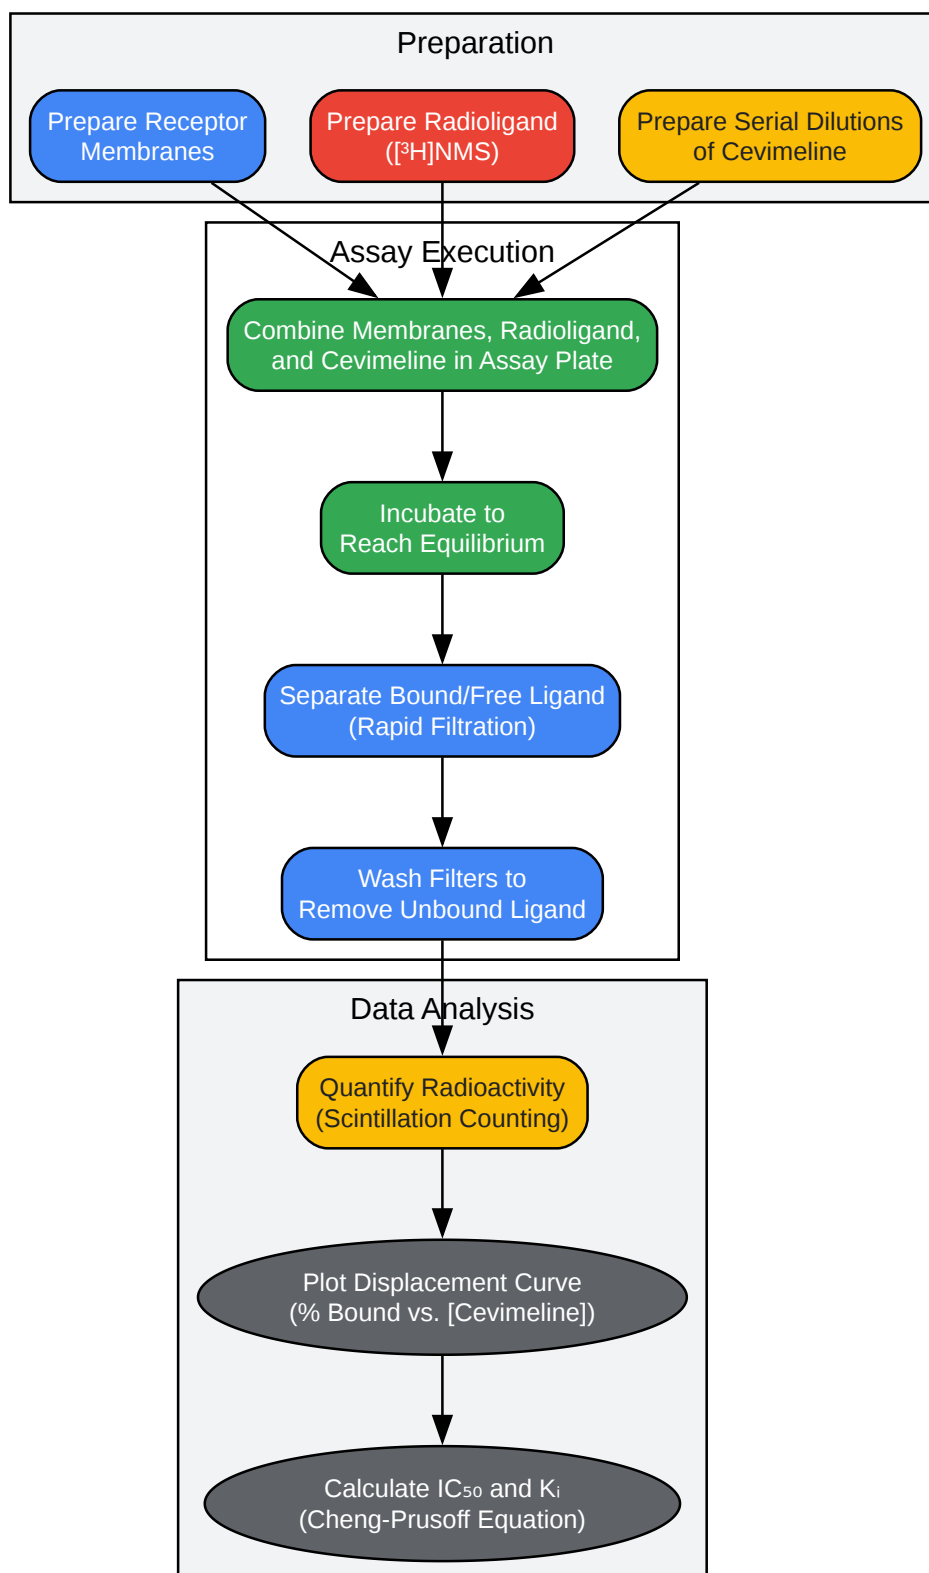 Preparation
Prepare Receptor
Membranes
Prepare Radioligand
([³H]NMS)
Prepare Serial Dilutions
of Cevimeline
Assay Execution
Combine Membranes, Radioligand,
and Cevimeline in Assay Plate
Incubate to
Reach Equilibrium
Separate Bound/Free Ligand
(Rapid Filtration)
Wash Filters to
Remove Unbound Ligand
Data Analysis
Quantify Radioactivity
(Scintillation Counting)
Plot Displacement Curve
(% Bound vs. [Cevimeline])
Calculate IC₅₀ and Kᵢ
(Cheng-Prusoff Equation)